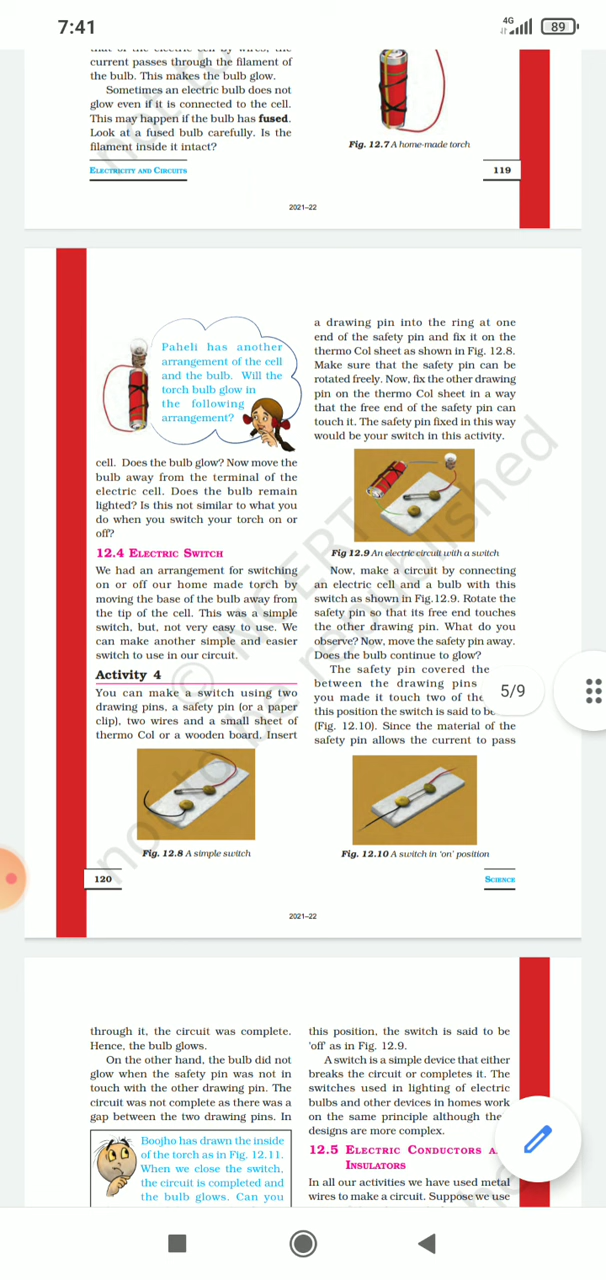 7:41
4G
89
current passes through the filament of
the bulb. This makes the bulb glow.
Sometimes an electric bulb does not
glow even if it is connected to the cell.
This may happen if the bulb has fused.
Look at a fused bulb carefully. Is the
filament inside it intact?
Fig. 12.7 A home-made torch
ELECTRICITY AND CIRCUITS
119
2021–22
Paheli has another
arrangement of the cell
and the bulb. Will the
torch bulb glow in
the following
arrangement?
cell. Does the bulb glow? Now move the
bulb away from the terminal of the
electric cell. Does the bulb remain
lighted? Is this not similar to what you
do when you switch your torch on or
off?
12.4 ELECTRIC SWITCH
We had an arrangement for switching
on or off our home made torch by
moving the base of the bulb away from
the tip of the cell. This was a simple
switch, but, not very easy to use. We
can make another simple and easier
switch to use in our circuit.
Activity 4
You can make a switch using two
drawing pins, a safety pin (or a paper
clip), two wires and a small sheet of
thermo Col or a wooden board. Insert
Fig. 12.8 A simple switch
a drawing pin into the ring at one
end of the safety pin and fix it on the
thermo Col sheet as shown in Fig. 12.8.
Make sure that the safety pin can be
rotated freely. Now, fix the other drawing
pin on the thermo Col sheet in a way
that the free end of the safety pin can
touch it. The safety pin fixed in this way
would be your switch in this activity.
Fig 12.9 An electric circuit with a switch
Now, make a circuit by connecting
an electric cell and a bulb with this
switch as shown in Fig.12.9. Rotate the
safety pin so that its free end touches
the other drawing pin. What do you
observe? Now, move the safety pin away.
Does the bulb continue to glow?
The safety pin covered the
between the drawing pins
you made it touch two of the
this position the switch is said to be
(Fig. 12.10). Since the material of the
safety pin allows the current to pass
5/9
Fig. 12.10 A switch in 'on' position
120
SCIENCE
© NCERT
not to be republished
2021–22
through it, the circuit was complete.
Hence, the bulb glows.
On the other hand, the bulb did not
glow when the safety pin was not in
touch with the other drawing pin. The
circuit was not complete as there was a
gap between the two drawing pins. In
Boojho has drawn the inside
of the torch as in Fig. 12.11.
When we close the switch,
the circuit is completed and
the bulb glows. Can you
this position, the switch is said to be
'off' as in Fig. 12.9.
A switch is a simple device that either
breaks the circuit or completes it. The
switches used in lighting of electric
bulbs and other devices in homes work
on the same principle although the
designs are more complex.
12.5 ELECTRIC CONDUCTORS
INSULATORS
In all our activities we have used metal
wires to make a circuit. Suppose we use